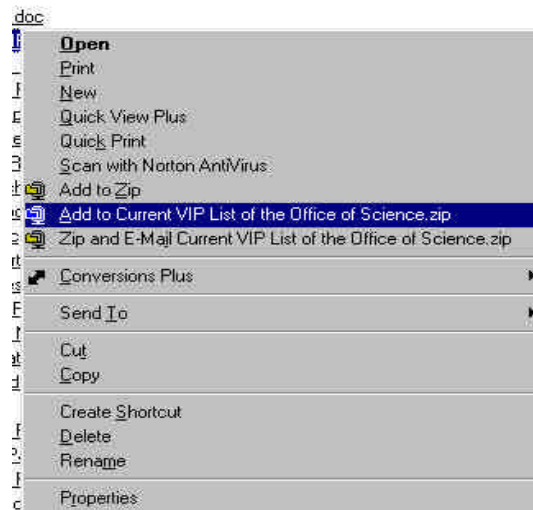 doc
Open
Print
New
Quick View Plus
Quick Print
Scan with Norton AntiVirus
Add to Zip
Add to Current VIP List of the Office of Science.zip
Zip and E-Mail Current VIP List of the Office of Science.zip
Conversions Plus
Send To
Cut
Copy
Create Shortcut
Delete
Rename
Properties